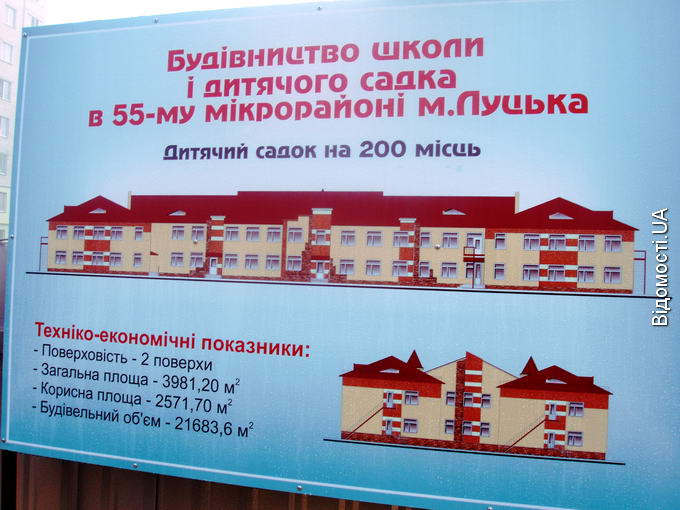 Будівництво школи
і дитячого садка
в 55-му мікрорайоні м.Луцька
Дитячий садок на 200 місць
Техніко-економічні показники:
- Поверховість - 2 поверхи
- Загальна площа - 3981,20 м²
- Корисна площа - 2571,70 м²
- Будівельний об'єм - 21683,6 м²
Відомості.UA